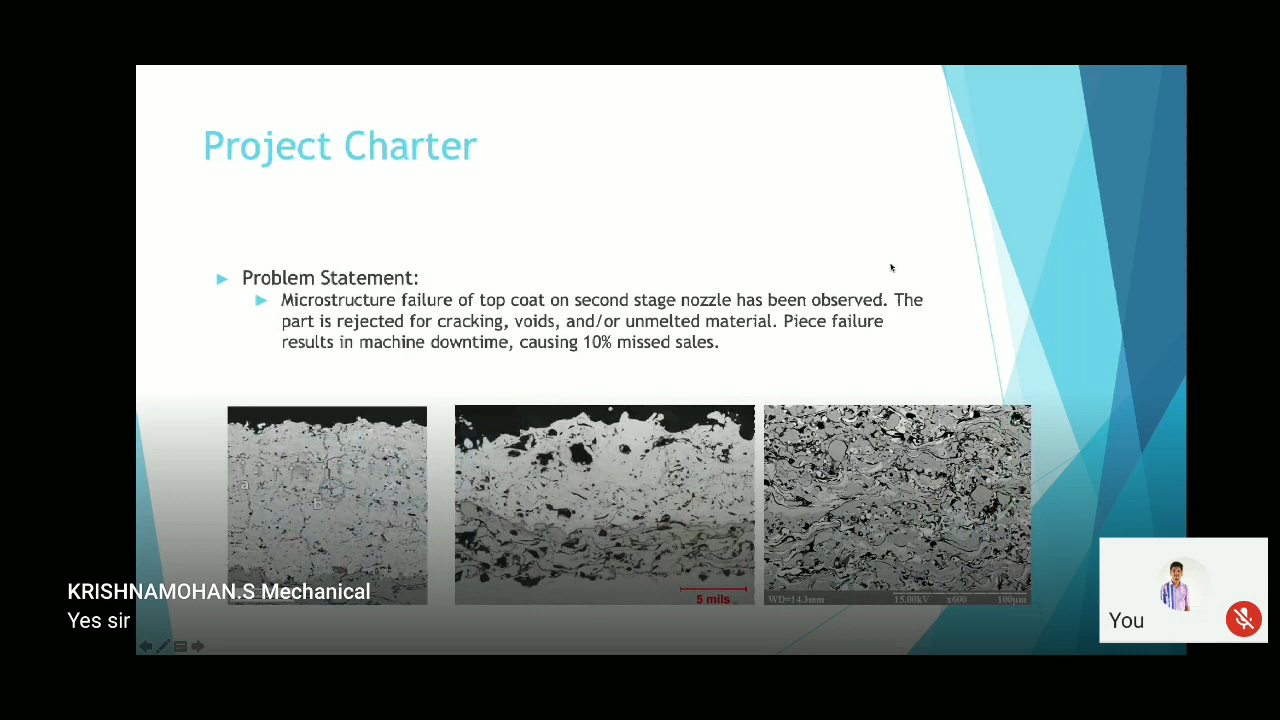 Project Charter
Problem Statement:
Microstructure failure of top coat on second stage nozzle has been observed. The
part is rejected for cracking, voids, and/or unmelted material. Piece failure
results in machine downtime, causing 10% missed sales.
a
b
5 mils
WD=14.3mm 15.00kV x600 100μm
KRISHNAMOHAN.S Mechanical
Yes sir
You